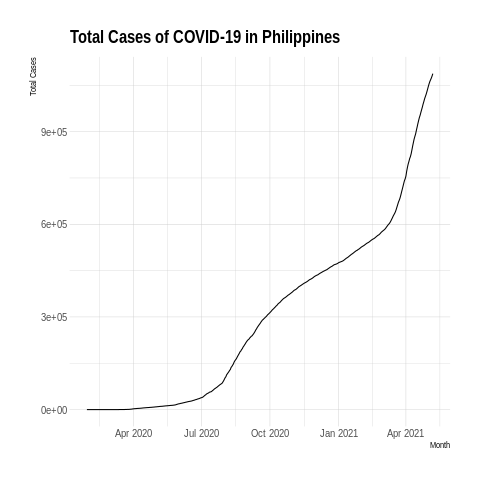 Total Cases of COVID-19 in Philippines
Total Cases
9e+05
6e+05
3e+05
0e+00
Apr 2020 Jul 2020 Oct 2020 Jan 2021 Apr 2021
Month